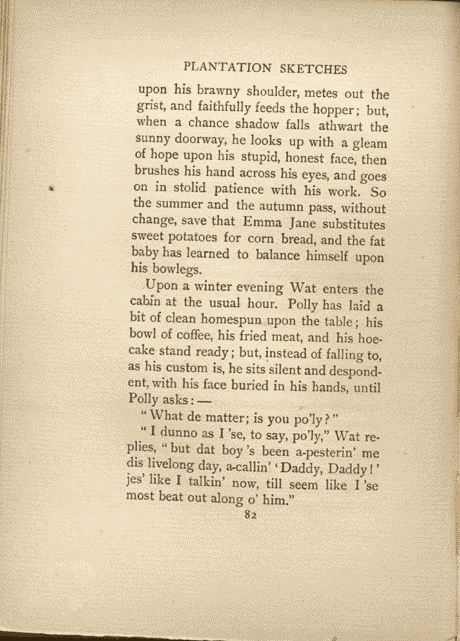 PLANTATION SKETCHES
upon his brawny shoulder, metes out the
grist, and faithfully feeds the hopper; but,
when a chance shadow falls athwart the
sunny doorway, he looks up with a gleam
of hope upon his stupid, honest face, then
brushes his hand across his eyes, and goes
on in stolid patience with his work. So
the summer and the autumn pass, without
change, save that Emma Jane substitutes
sweet potatoes for corn bread, and the fat
baby has learned to balance himself upon
his bowlegs.
Upon a winter evening Wat enters the
cabin at the usual hour. Polly has laid a
bit of clean homespun upon the table; his
bowl of coffee, his fried meat, and his hoe-
cake stand ready; but, instead of falling to,
as his custom is, he sits silent and despond-
ent, with his face buried in his hands, until
Polly asks: —
“What de matter; is you po'ly?”
“I dunno as I 'se, to say, po'ly,” Wat re-
plies, “but dat boy 's been a-pesterin' me
dis livelong day, a-callin' ‘Daddy, Daddy!’
jes' like I talkin' now, till seem like I 'se
most beat out along o' him.”
82